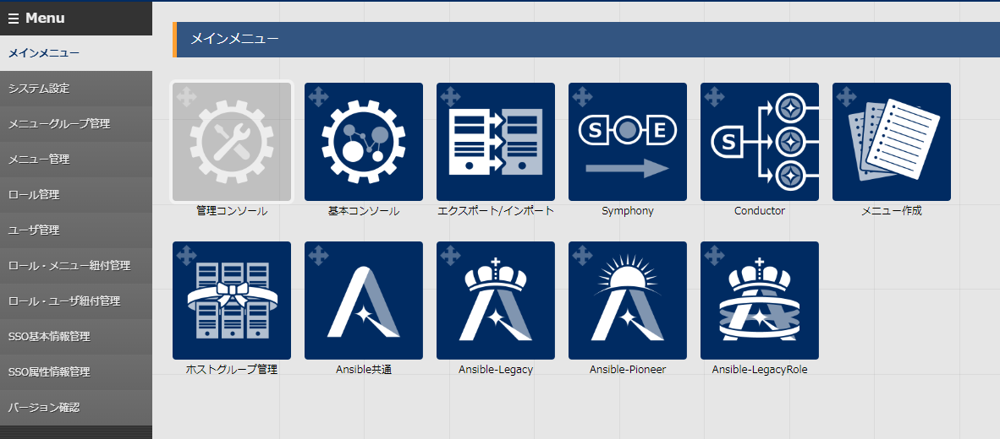 Menu
メインメニュー
システム設定
メニューグループ管理
メニュー管理
ロール管理
ユーザ管理
ロール・メニュー紐付管理
ロール・ユーザ紐付管理
SSO基本情報管理
SSO属性情報管理
バージョン確認
メインメニュー
S E
S
管理コンソール 基本コンソール エクスポート/インポート Symphony Conductor メニュー作成
ホストグループ管理 Ansible共通 Ansible-Legacy Ansible-Pioneer Ansible-LegacyRole